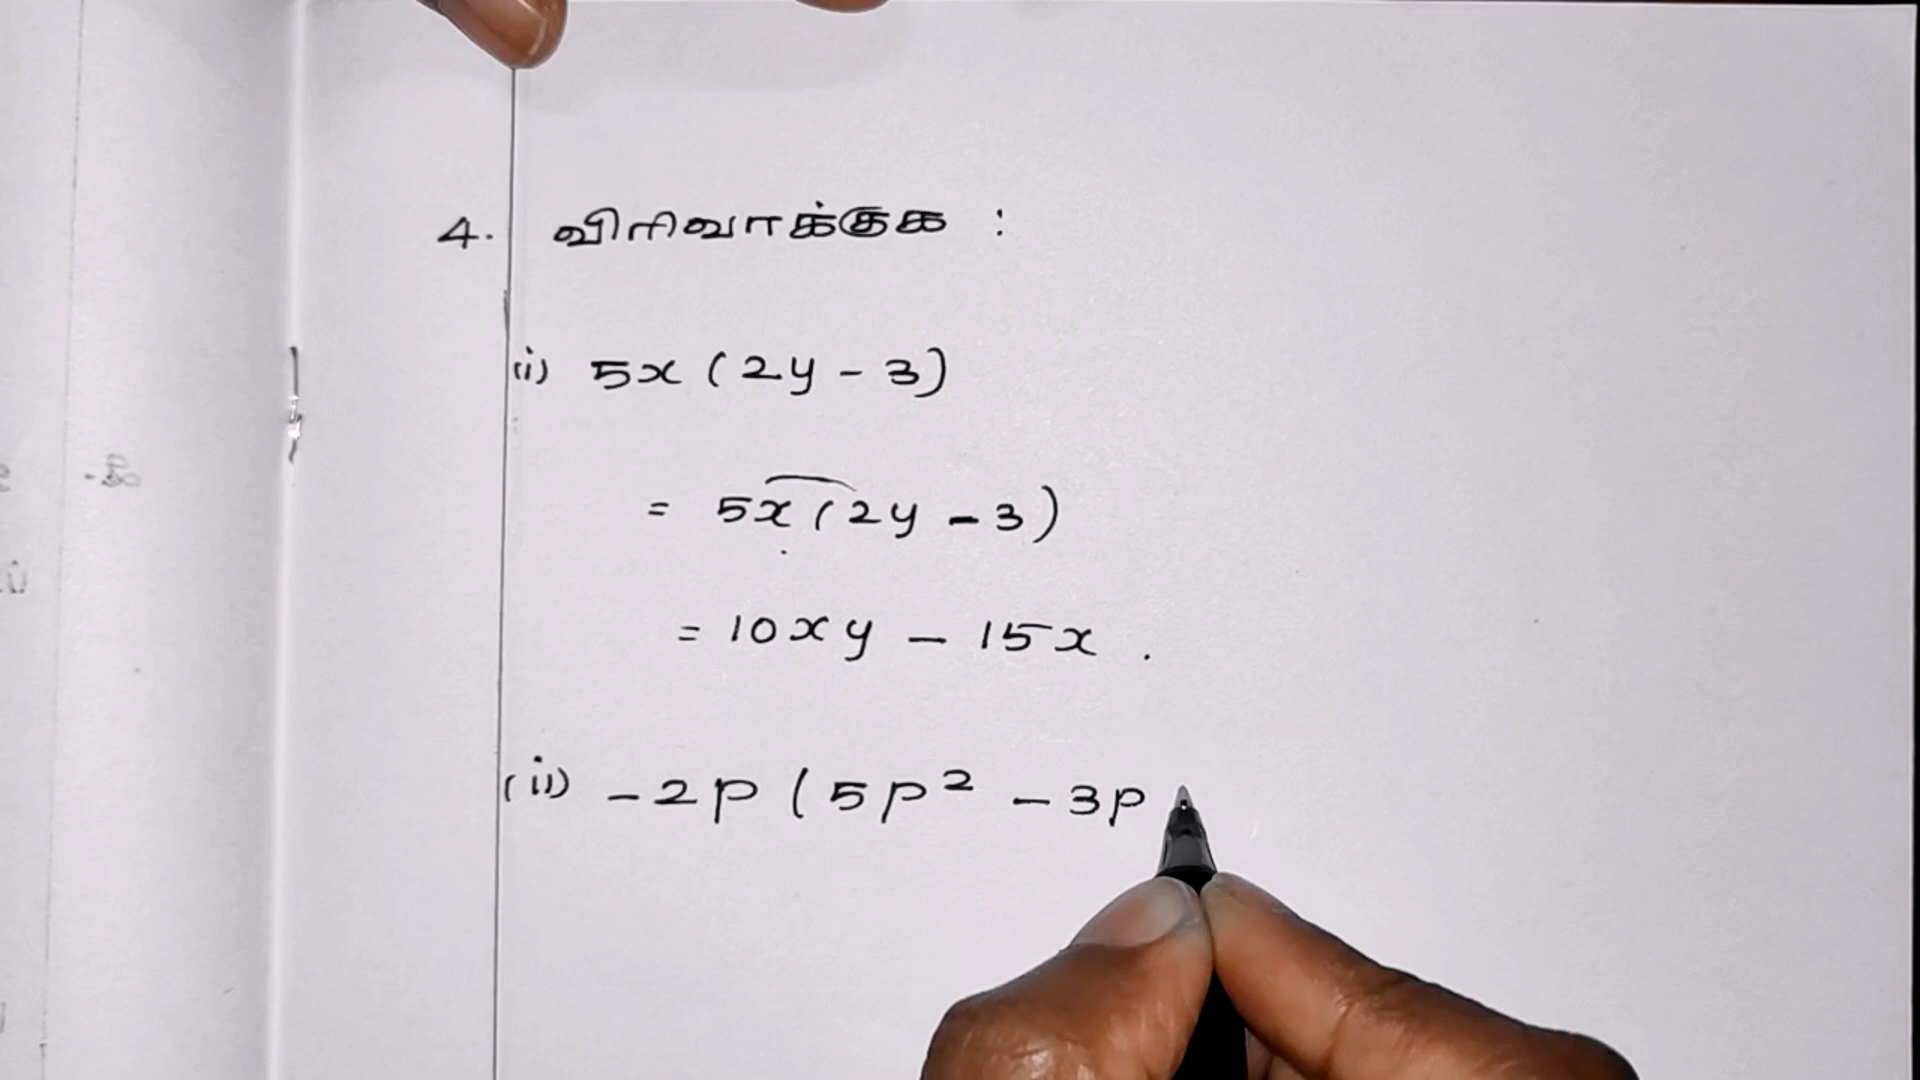 4. விரிவாக்குக :
(i) 5x ( 2y - 3)
= 5x (2y - 3)
= 10xy - 15x .
(ii) -2p ( 5p² - 3p